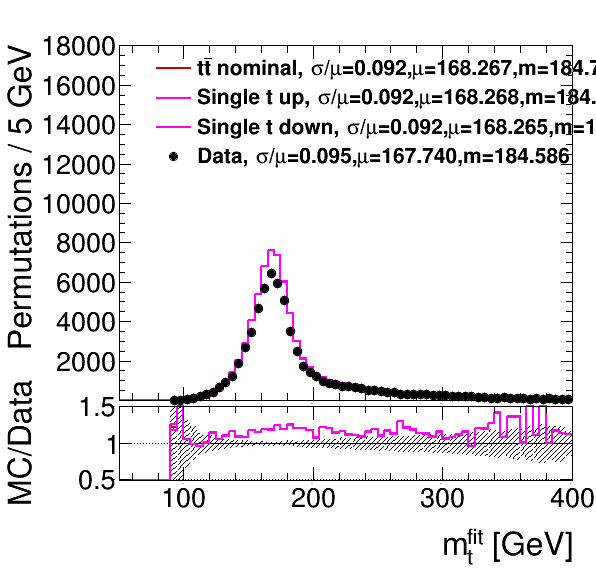 18000
16000
14000
12000
10000
8000
6000
4000
2000
Permutations / 5 GeV
tt̄ nominal, σ/μ=0.092,μ=168.267,m=184.7
Single t up, σ/μ=0.092,μ=168.268,m=184.
Single t down, σ/μ=0.092,μ=168.265,m=1
Data, σ/μ=0.095,μ=167.740,m=184.586
MC/Data
1.5
1
0.5
100 200 300 400
m_t^fit [GeV]